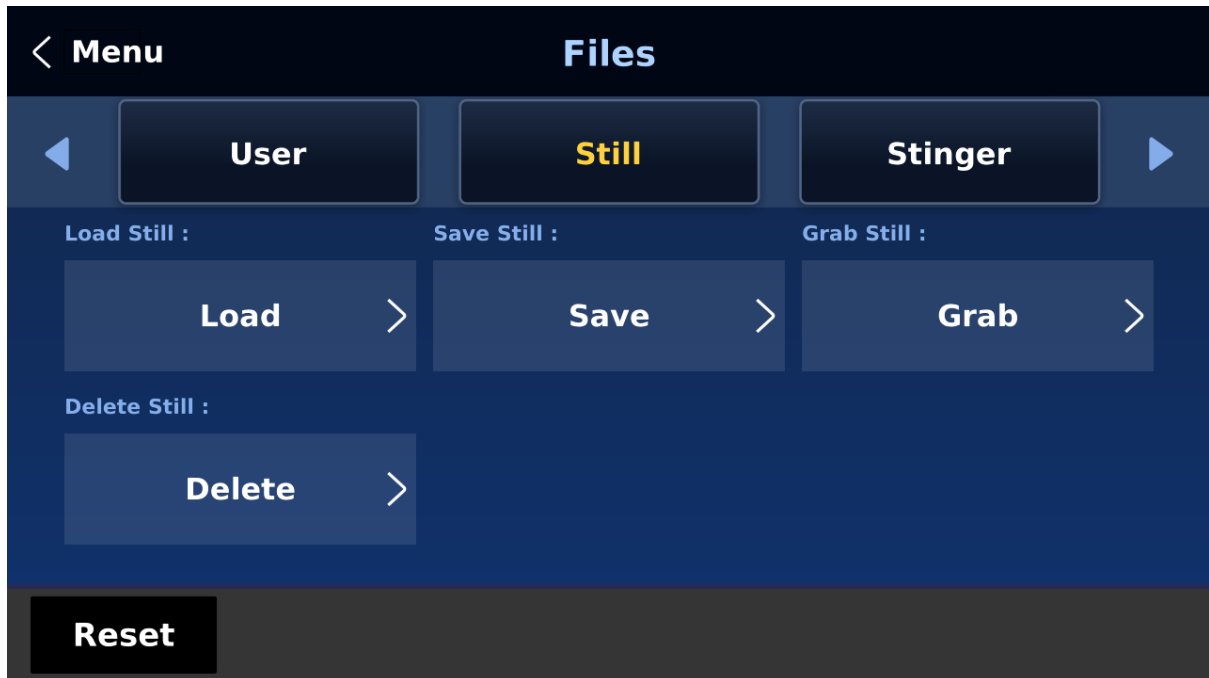 Menu
Files
User
Still
Stinger
Load Still :
Save Still :
Grab Still :
Load
Save
Grab
Delete Still :
Delete
Reset